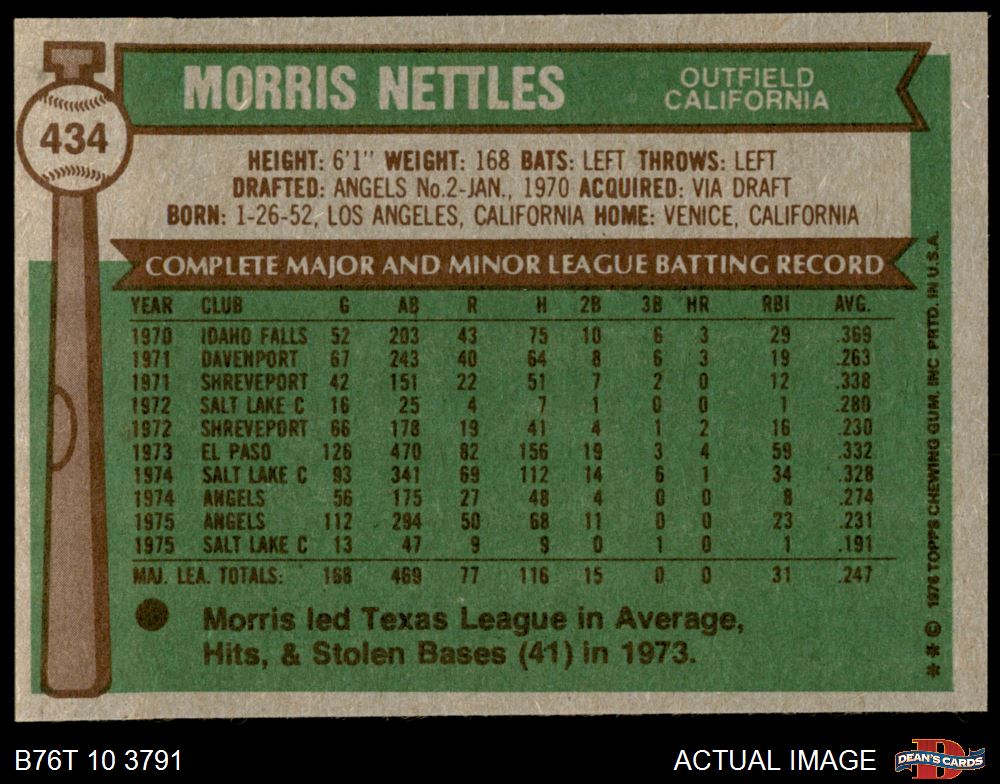 434
MORRIS NETTLES
OUTFIELD
CALIFORNIA
HEIGHT: 6'1" WEIGHT: 168 BATS: LEFT THROWS: LEFT
DRAFTED: ANGELS No.2-JAN., 1970 ACQUIRED: VIA DRAFT
BORN: 1-26-52, LOS ANGELES, CALIFORNIA HOME: VENICE, CALIFORNIA
COMPLETE MAJOR AND MINOR LEAGUE BATTING RECORD
YEAR CLUB G AB R H 2B 3B HR RBI AVG.
1970 IDAHO FALLS 52 203 43 75 10 6 3 29 .369
1971 DAVENPORT 67 243 40 64 8 6 3 19 .263
1971 SHREVEPORT 42 151 22 51 7 2 0 12 .338
1972 SALT LAKE C 16 25 4 7 1 0 0 1 .280
1972 SHREVEPORT 66 178 19 41 4 1 2 16 .230
1973 EL PASO 126 470 82 156 19 3 4 59 .332
1974 SALT LAKE C 93 341 69 112 14 6 1 34 .328
1974 ANGELS 56 175 27 48 4 0 0 8 .274
1975 ANGELS 112 294 50 68 11 0 0 23 .231
1975 SALT LAKE C 13 47 9 9 0 1 0 1 .191
MAJ. LEA. TOTALS: 168 469 77 116 15 0 0 31 .247
Morris led Texas League in Average,
Hits, & Stolen Bases (41) in 1973.
** © 1976 TOPPS CHEWING GUM, INC PRTD. IN U.S.A.
B76T 10 3791
ACTUAL IMAGE
DEAN'S CARDS